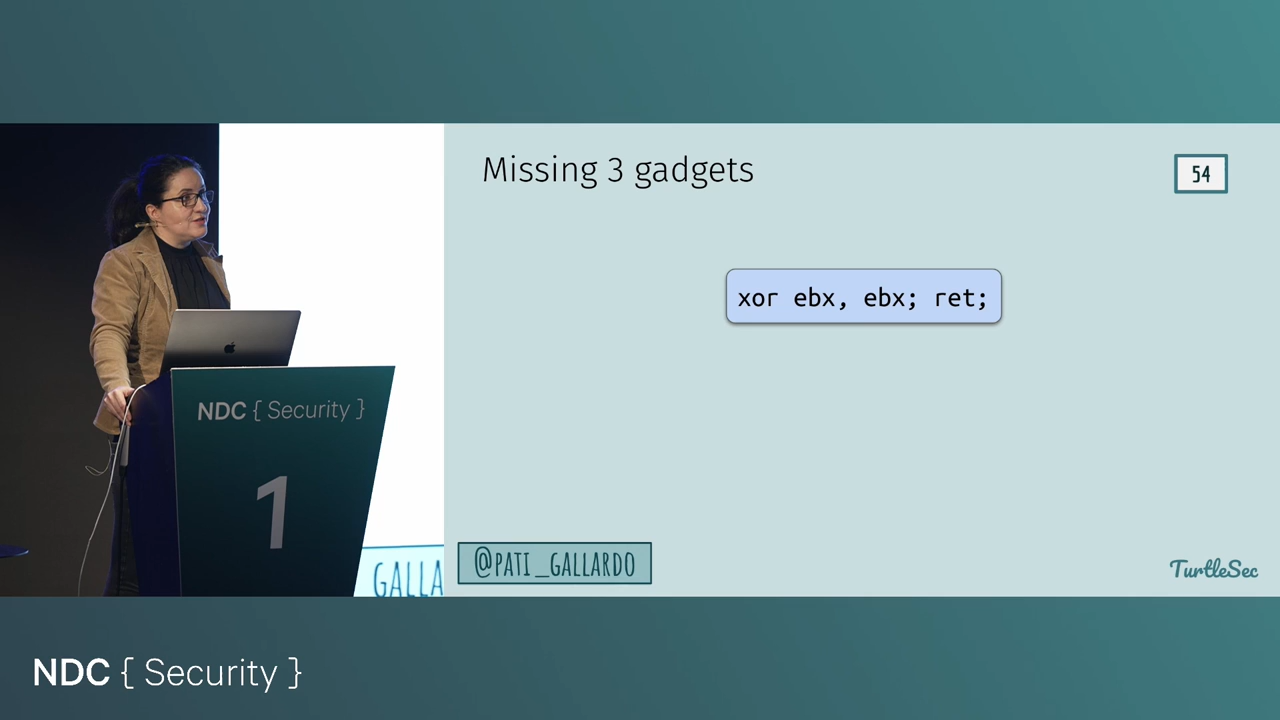 Missing 3 gadgets
54
xor ebx, ebx; ret;
NDC { Security }
1
GALLA
@PATI_GALLARDO
TurtleSec
NDC { Security }